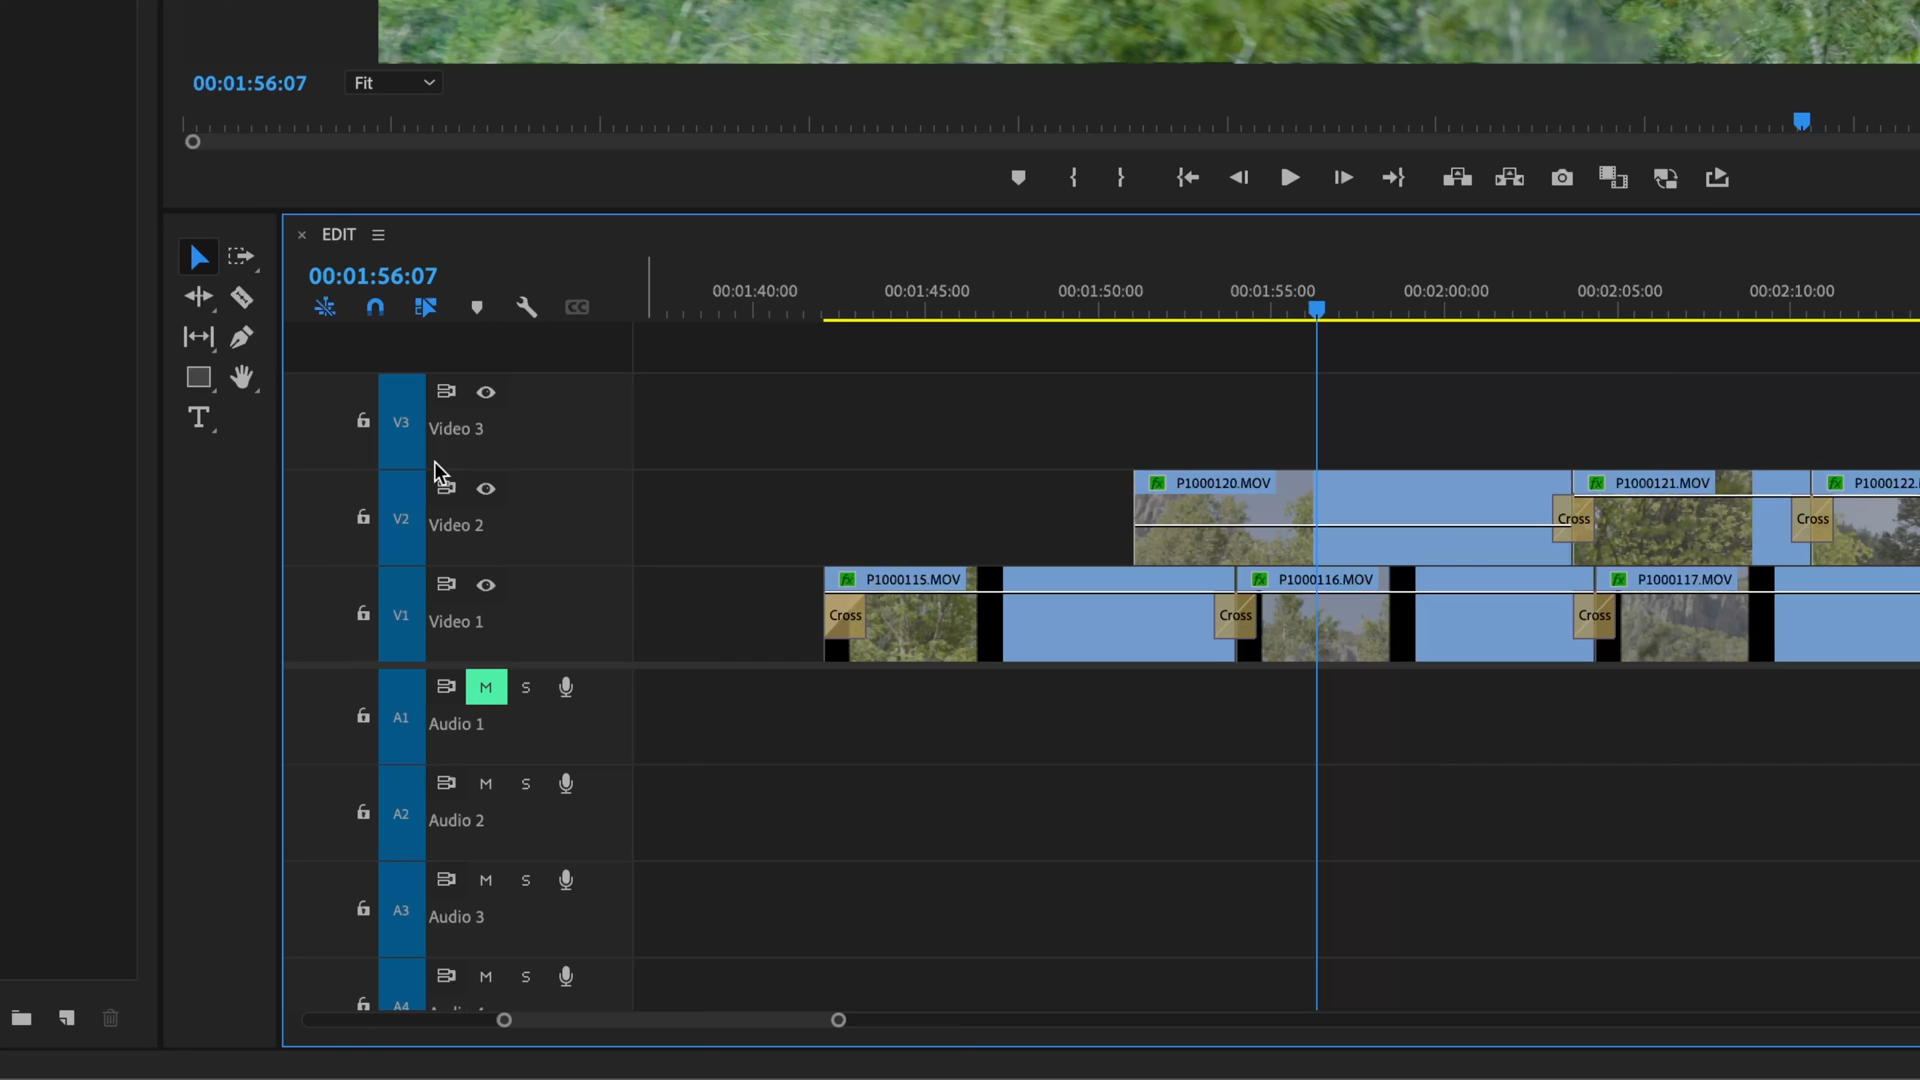 00:01:56:07 Fit
EDIT
00:01:56:07
CC
00:01:40:00 00:01:45:00 00:01:50:00 00:01:55:00 00:02:00:00 00:02:05:00 00:02:10:00
V3 Video 3
V2 Video 2
P1000120.MOV P1000121.MOV P1000122.
Cross Cross
V1 Video 1
P1000115.MOV P1000116.MOV P1000117.MOV
Cross Cross Cross
A1 M S
Audio 1
A2 M S
Audio 2
A3 M S
Audio 3
A4 M S
T